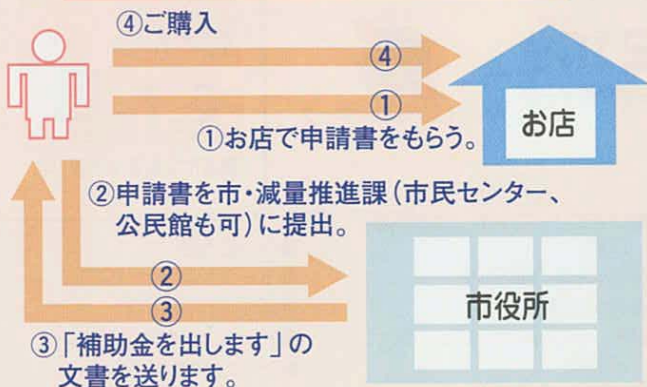 ④ご購入
④
①
お店
①お店で申請書をもらう。
②申請書を市・減量推進課(市民センター、
公民館も可)に提出。
②
③
市役所
③「補助金を出します」の
文書を送ります。